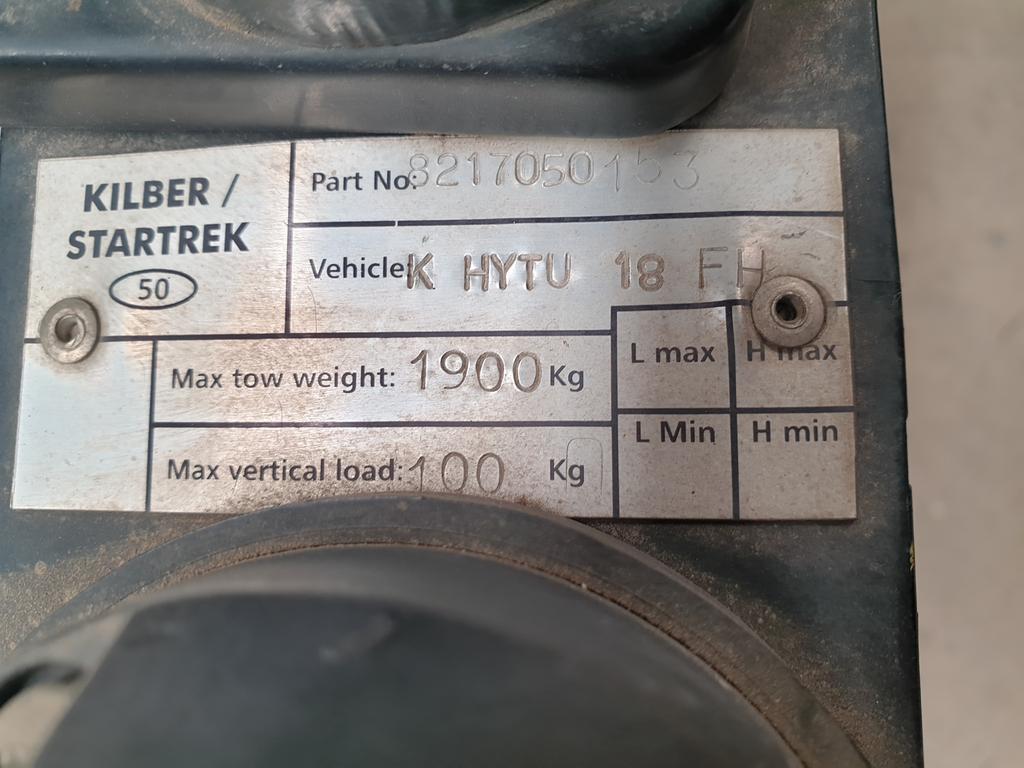 KILBER /
STARTREK
50
Part No: 8217050153
Vehicle: K HYTU 18 FH
Max tow weight: 1900 Kg
Max vertical load: 100 Kg
L max
H max
L Min
H min